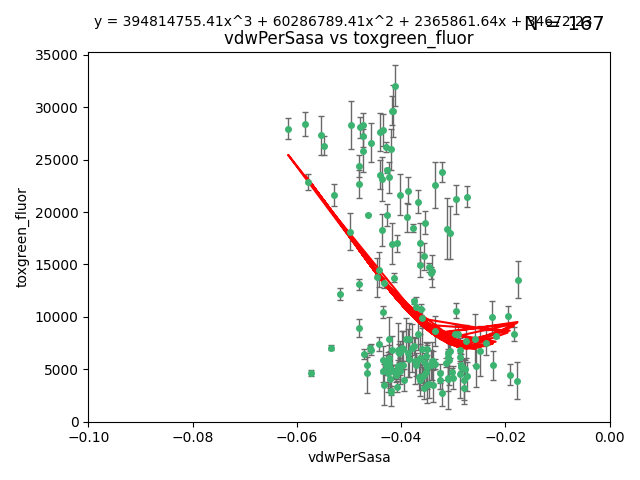 y = 394814755.41x^3 + 60286789.41x^2 + 2365861.64x +
N = 167
vdwPerSasa vs toxgreen_fluor
35000
30000
25000
20000
15000
10000
5000
0
toxgreen_fluor
−0.10 −0.08 −0.06 −0.04 −0.02 0.00
vdwPerSasa